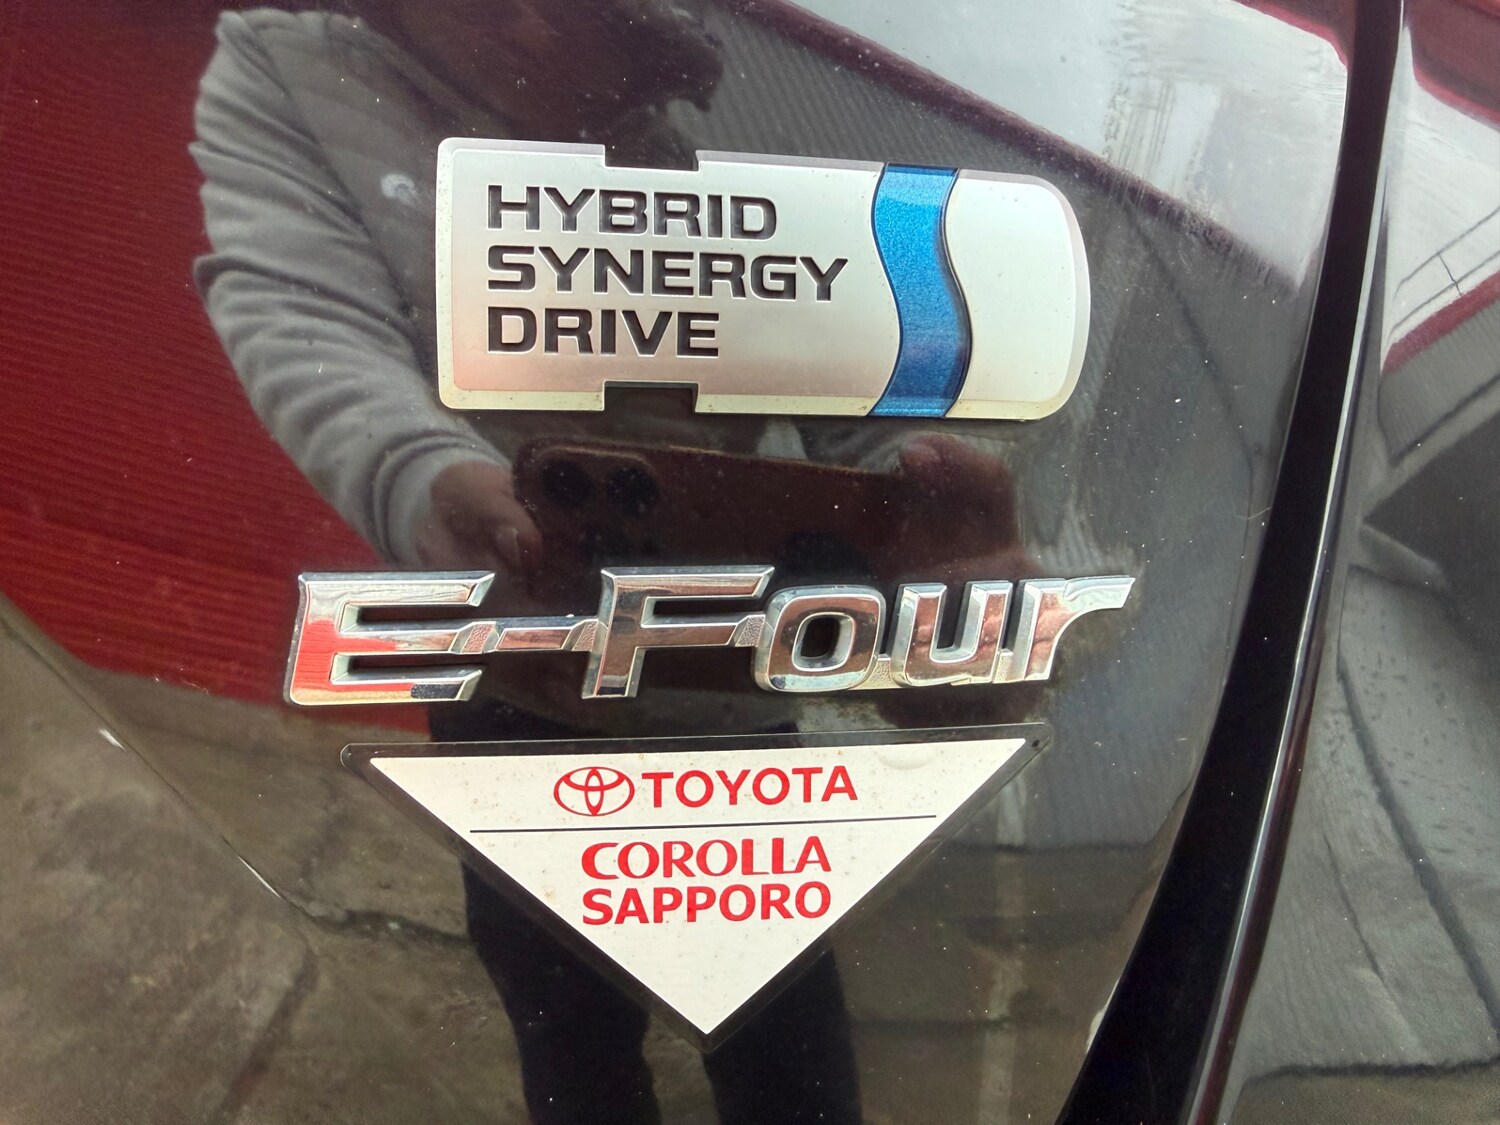 HYBRID
SYNERGY
DRIVE
E-Four
TOYOTA
COROLLA
SAPPORO